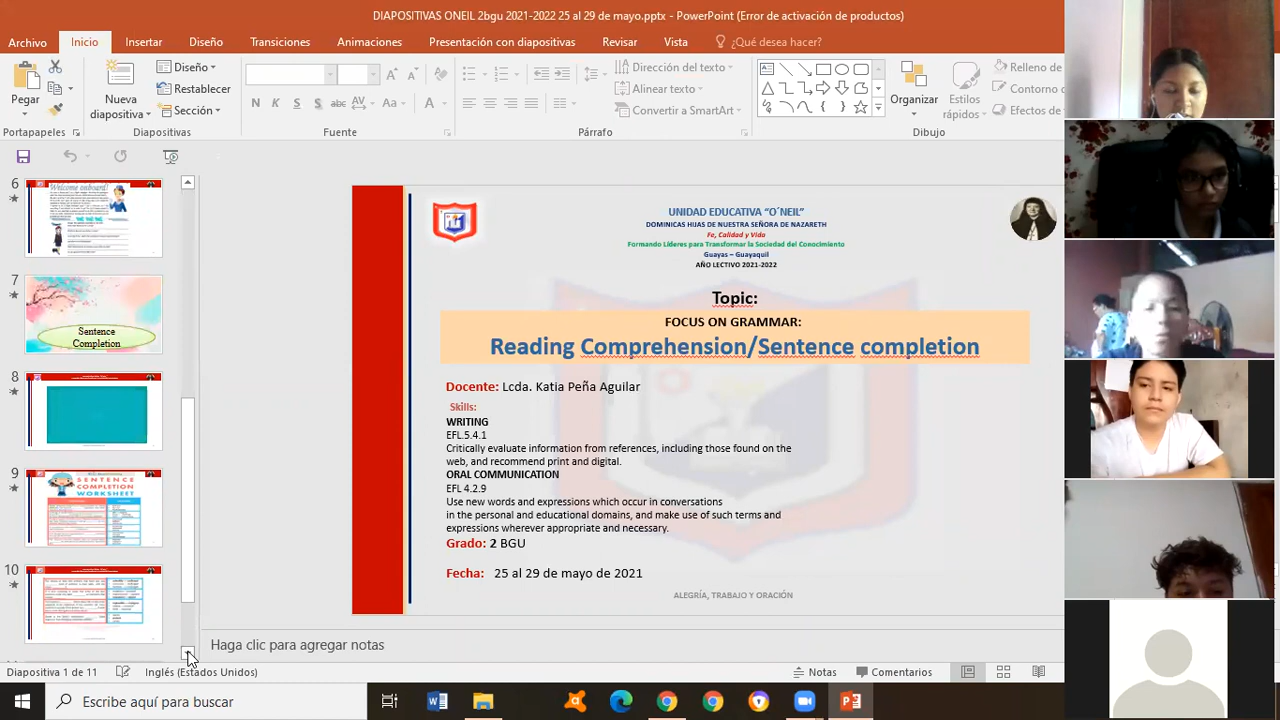 DIAPOSITIVAS ONEIL 2bgu 2021-2022 25 al 29 de mayo.pptx - PowerPoint (Error de activación de productos)
Archivo Inicio Insertar Diseño Transiciones Animaciones Presentación con diapositivas Revisar Vista ¿Qué desea hacer?
Pegar
Nueva diapositiva
Diseño
Restablecer
Sección
N K S abc AV Aa A
Dirección del texto
Alinear texto
Convertir a SmartArt
Organizar
Estilos rápidos
Relleno de
Contorno de
Efectos de
Portapapeles Diapositivas Fuente Párrafo Dibujo
6
Welcome onboard!
7
Sentence
Completion
8
9
SENTENCE
COMPLETION
WORKSHEET
10
UNIDAD EDUCATIVA “O´NEIL”
DOMINICAS HIJAS DE NUESTRA SEÑORA DE NAZARETH
Fe, Calidad y Vida
Formando Líderes para Transformar la Sociedad del Conocimiento
Guayas – Guayaquil
AÑO LECTIVO 2021-2022
Topic:
FOCUS ON GRAMMAR:
Reading Comprehension/Sentence completion
Docente: Lcda. Katia Peña Aguilar
Skills:
WRITING
EFL.5.4.1
Critically evaluate information from references, including those found on the
web, and recommend print and digital.
ORAL COMMUNICATION
EFL 4.2.9
Use new words and expressions which occur in conversations
in the personal and educational domains, and make use of such terms and
expressions wherever appropriate and necessary.
Grado: 2 BGU
Fecha: 25 al 29 de mayo de 2021
ALEGRÍA, TRABAJO Y ORACIÓN
Haga clic para agregar notas
Diapositiva 1 de 11 Inglés (Estados Unidos) Notas Comentarios
Escribe aquí para buscar